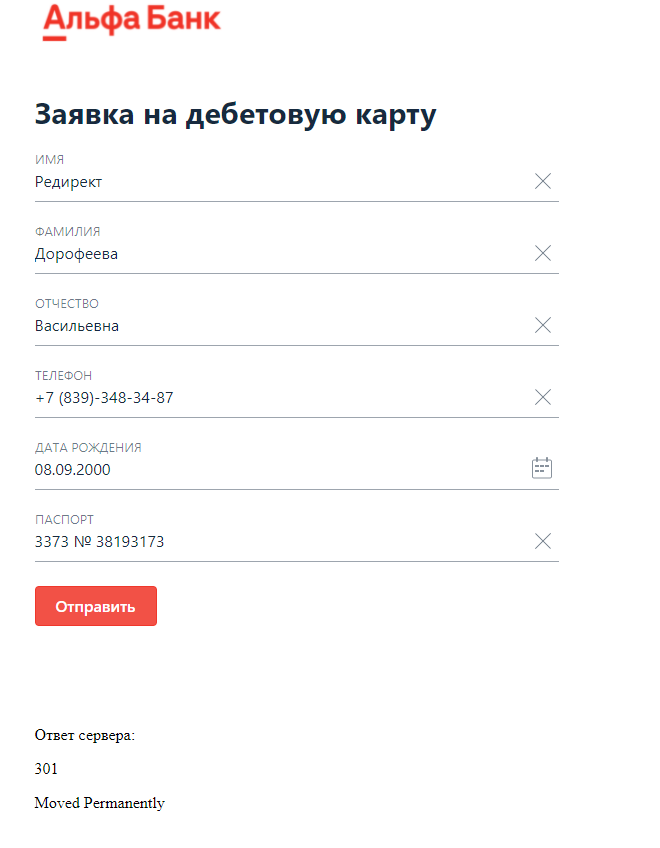 Альфа Банк
Заявка на дебетовую карту
ИМЯ
Редирект
ФАМИЛИЯ
Дорофеева
ОТЧЕСТВО
Васильевна
ТЕЛЕФОН
+7 (839)-348-34-87
ДАТА РОЖДЕНИЯ
08.09.2000
ПАСПОРТ
3373 № 38193173
Отправить
Ответ сервера:
301
Moved Permanently